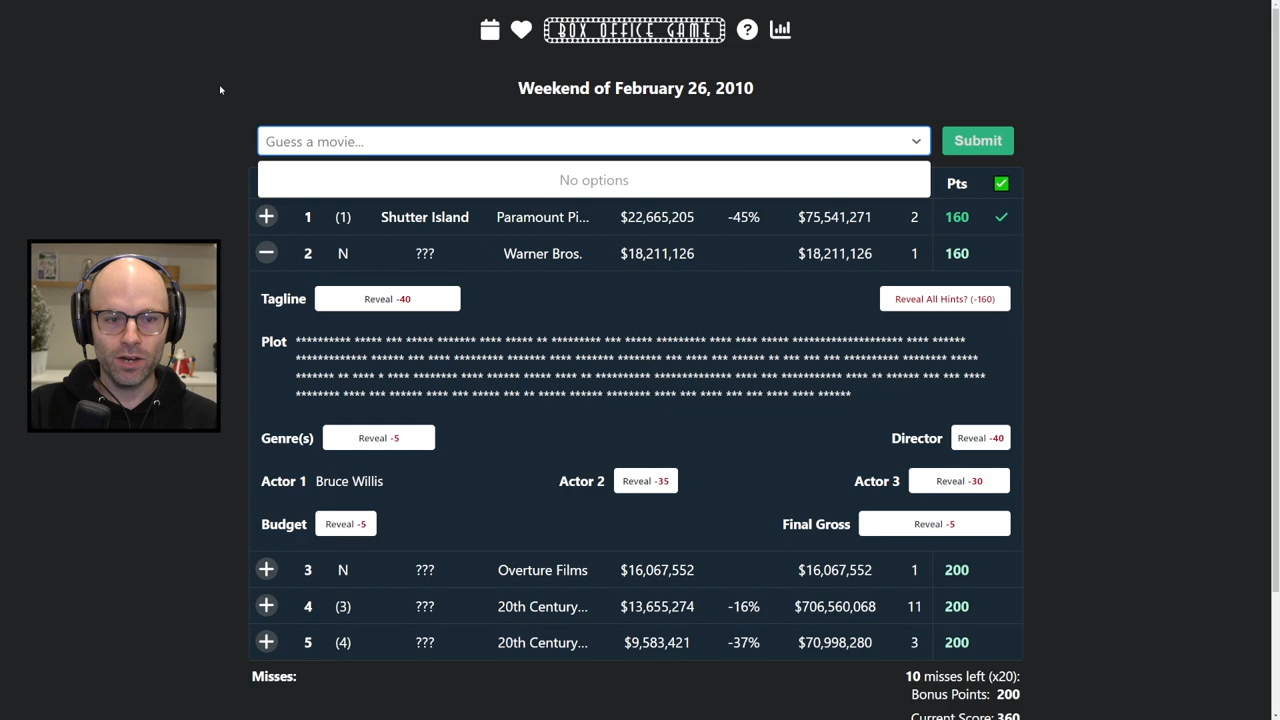 BOX OFFICE GAME
?
Weekend of February 26, 2010
Guess a movie...
Submit
No options
Pts
1 (1) Shutter Island Paramount Pi... $22,665,205 -45% $75,541,271 2 160
2 N ??? Warner Bros. $18,211,126 $18,211,126 1 160
Tagline Reveal -40 Reveal All Hints? (-160)
Plot ********** ***** *** ***** ******* **** ***** ** ********* *** ***** ********* **** **** ********************** **** ******
************* ****** *** **** ********* ******* **** ******* ******** *** **** ****** ** *** *** *** ********** ******** *****
******* ** **** * **** ******** ****** ***** **** ** ********** *************** **** *** *********** **** ** ****** *** *** ****
******** **** *** ****** *** ***** *** ** ***** ****** ******** **** *** **** *** *** **** **** ******
Genre(s) Reveal -5 Director Reveal -40
Actor 1 Bruce Willis Actor 2 Reveal -35 Actor 3 Reveal -30
Budget Reveal -5 Final Gross Reveal -5
3 N ??? Overture Films $16,067,552 $16,067,552 1 200
4 (3) ??? 20th Century... $13,655,274 -16% $706,560,068 11 200
5 (4) ??? 20th Century... $9,583,421 -37% $70,998,280 3 200
Misses: 10 misses left (x20):
Bonus Points: 200
Current Score: 360